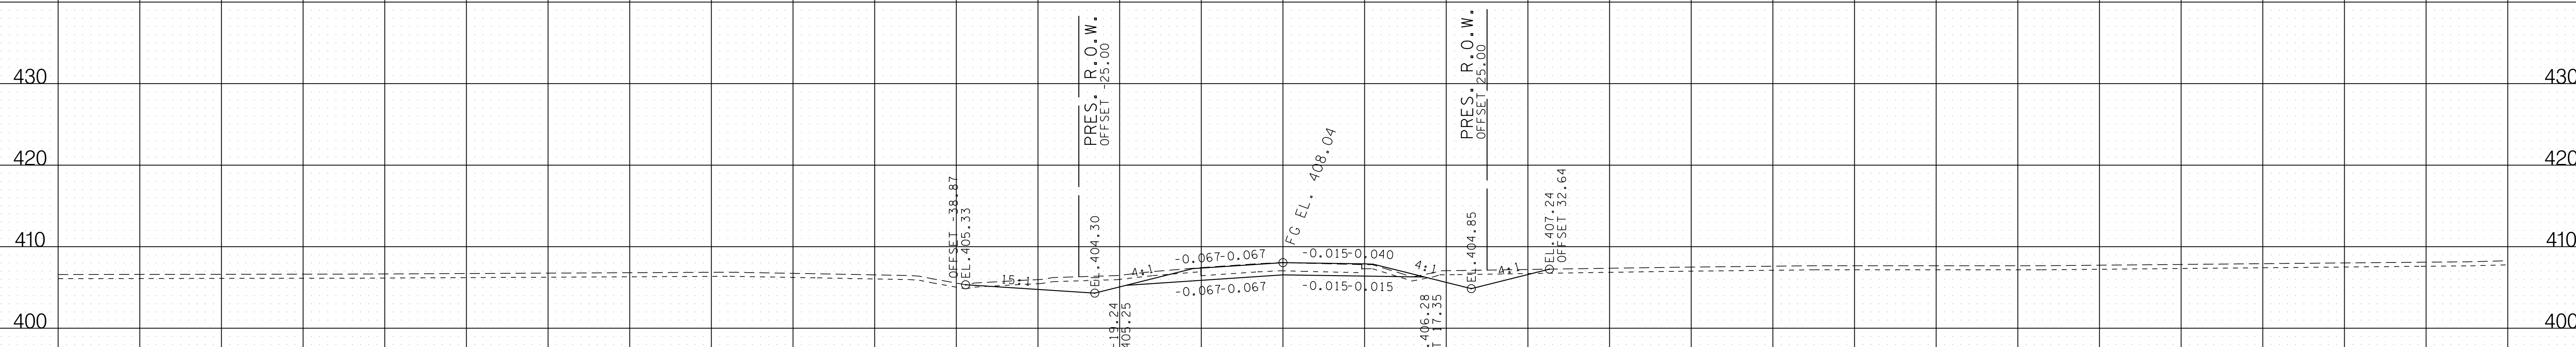 PRES. R.O.W.
OFFSET -25.00
PRES. R.O.W.
OFFSET 25.00
430
430
420
420
FG EL. 408.04
OFFSET -38.87
EL.405.33
EL.404.30
EL.404.85
EL.407.24
OFFSET 32.64
410
410
-0.067
-0.067
-0.015
-0.040
15:1
4:1
4:1
4:1
-0.067
-0.067
-0.015
-0.015
-19.24
405.25
406.28
17.35
400
400